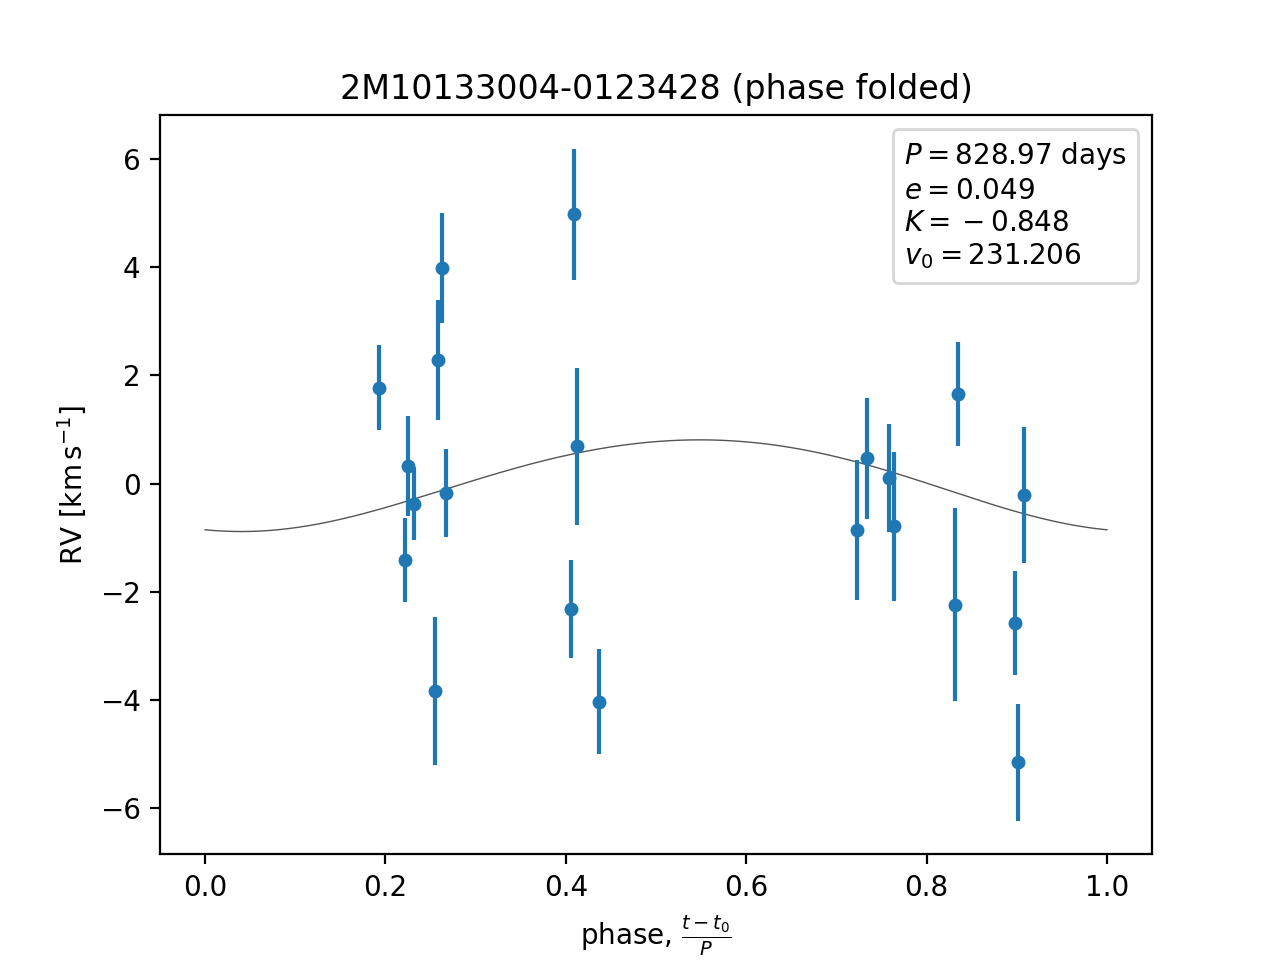 2M10133004-0123428 (phase folded)
P = 828.97 days
e = 0.049
K = −0.848
v₀ = 231.206
RV [km s⁻¹]
6
4
2
0
−2
−4
−6
0.0 0.2 0.4 0.6 0.8 1.0
phase, (t − t₀)/P